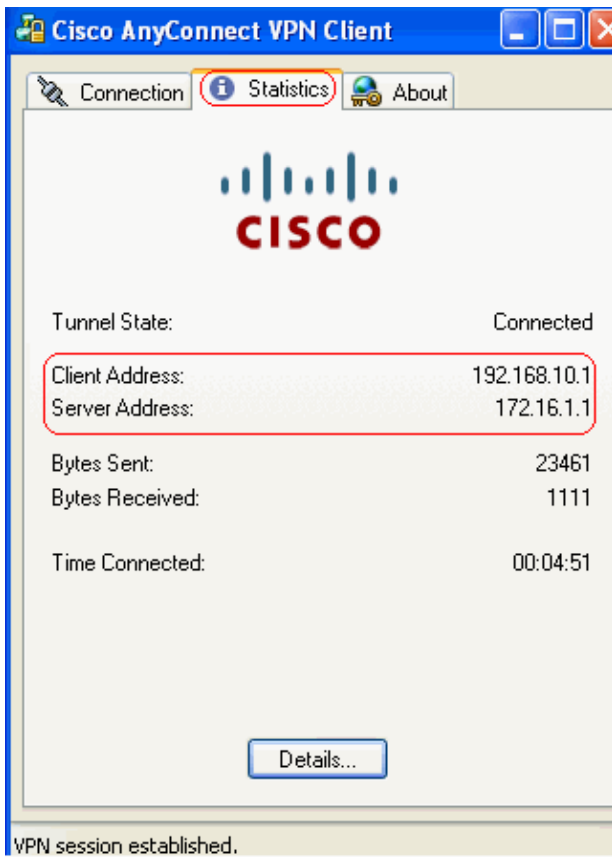 Cisco AnyConnect VPN Client
Connection Statistics About
CISCO
Tunnel State: Connected
Client Address: 192.168.10.1
Server Address: 172.16.1.1
Bytes Sent: 23461
Bytes Received: 1111
Time Connected: 00:04:51
Details...
VPN session established.